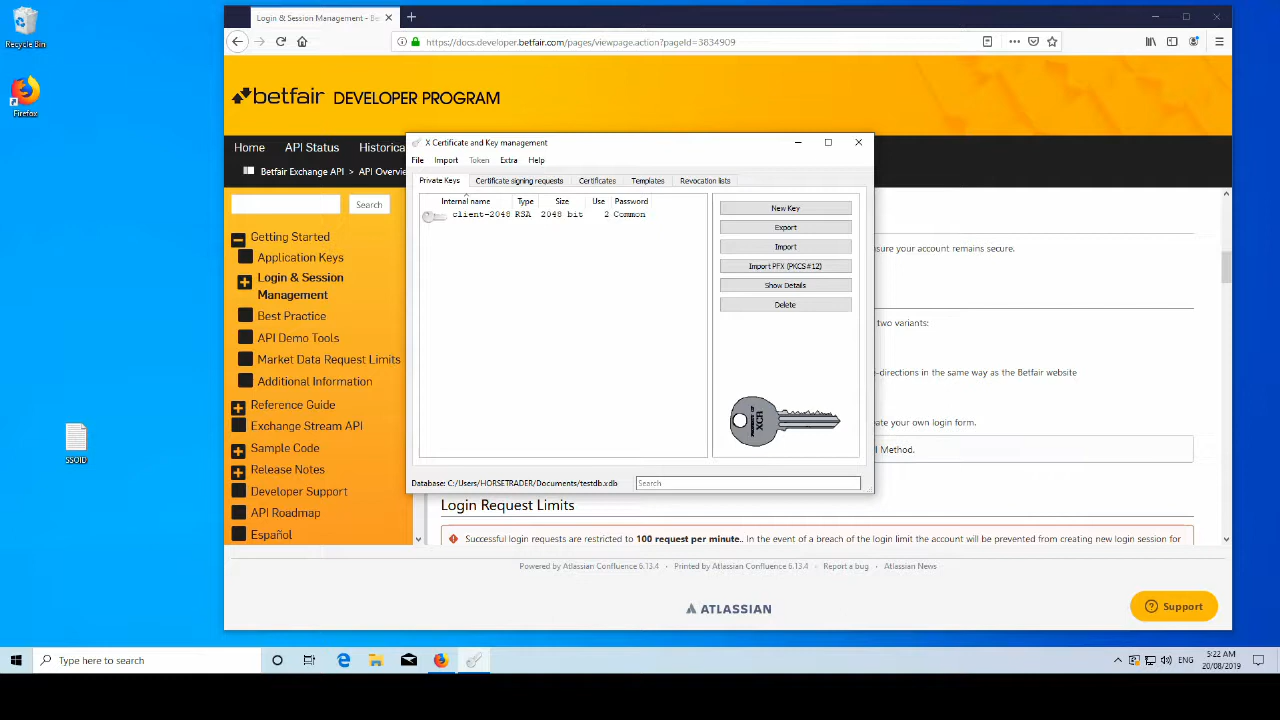 Recycle Bin
Firefox
SSOID
Login & Session Management - Be
https://docs.developer.betfair.com/pages/viewpage.action?pageId=3834909
betfair DEVELOPER PROGRAM
Home API Status Historica
Betfair Exchange API > API Overvie
Search
Getting Started
Application Keys
Login & Session
Management
Best Practice
API Demo Tools
Market Data Request Limits
Additional Information
Reference Guide
Exchange Stream API
Sample Code
Release Notes
Developer Support
API Roadmap
Español
X Certificate and Key management
File Import Token Extra Help
Private Keys Certificate signing requests Certificates Templates Revocation lists
Internal name Type Size Use Password
client-2048 RSA 2048 bit 2 Common
New Key
Export
Import
Import PFX (PKCS#12)
Show Details
Delete
XCA
Database: C:/Users/HORSETRADER/Documents/testdb.xdb
Search
nsure your account remains secure.
two variants:
e-directions in the same way as the Betfair website
ate your own login form.
l Method.
Login Request Limits
Successful login requests are restricted to 100 request per minute.. In the event of a breach of the login limit the account will be prevented from creating new login session for
Powered by Atlassian Confluence 6.13.4 • Printed by Atlassian Confluence 6.13.4 • Report a bug • Atlassian News
ATLASSIAN
Support
Type here to search
ENG
5:22 AM
20/08/2019